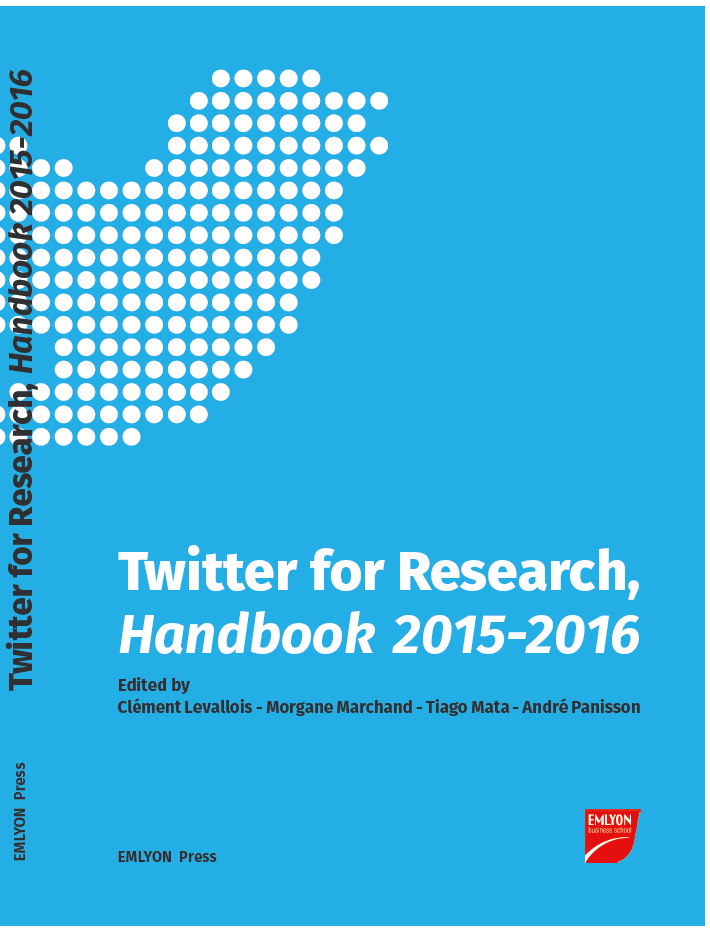 Twitter for Research, Handbook 2015-2016
EMLYON Press
Twitter for Research,
Handbook 2015-2016
Edited by
Clément Levallois - Morgane Marchand - Tiago Mata - André Panisson
EMLYON Press
EMLYON
business school